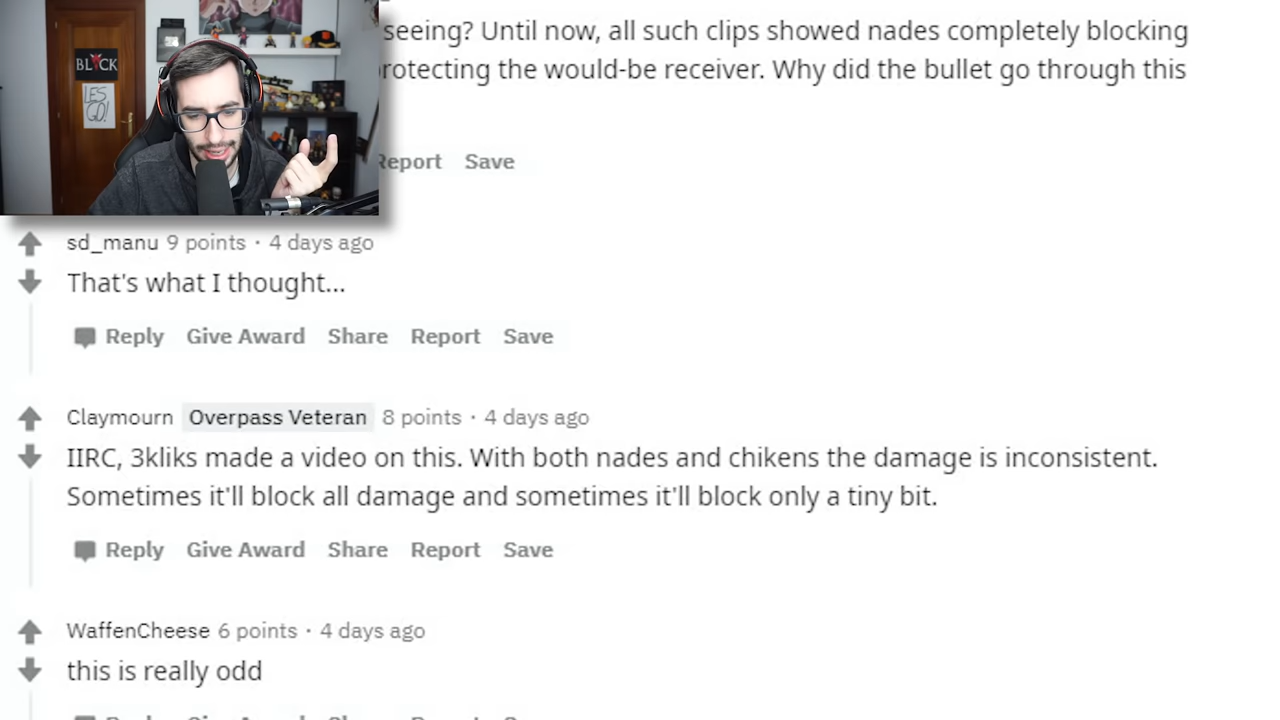 seeing? Until now, all such clips showed nades completely blocking
protecting the would-be receiver. Why did the bullet go through this
BLCK
LES
GO!
Report Save
sd_manu 9 points · 4 days ago
That's what I thought...
Reply Give Award Share Report Save
Claymourn Overpass Veteran 8 points · 4 days ago
IIRC, 3kliks made a video on this. With both nades and chikens the damage is inconsistent.
Sometimes it'll block all damage and sometimes it'll block only a tiny bit.
Reply Give Award Share Report Save
WaffenCheese 6 points · 4 days ago
this is really odd